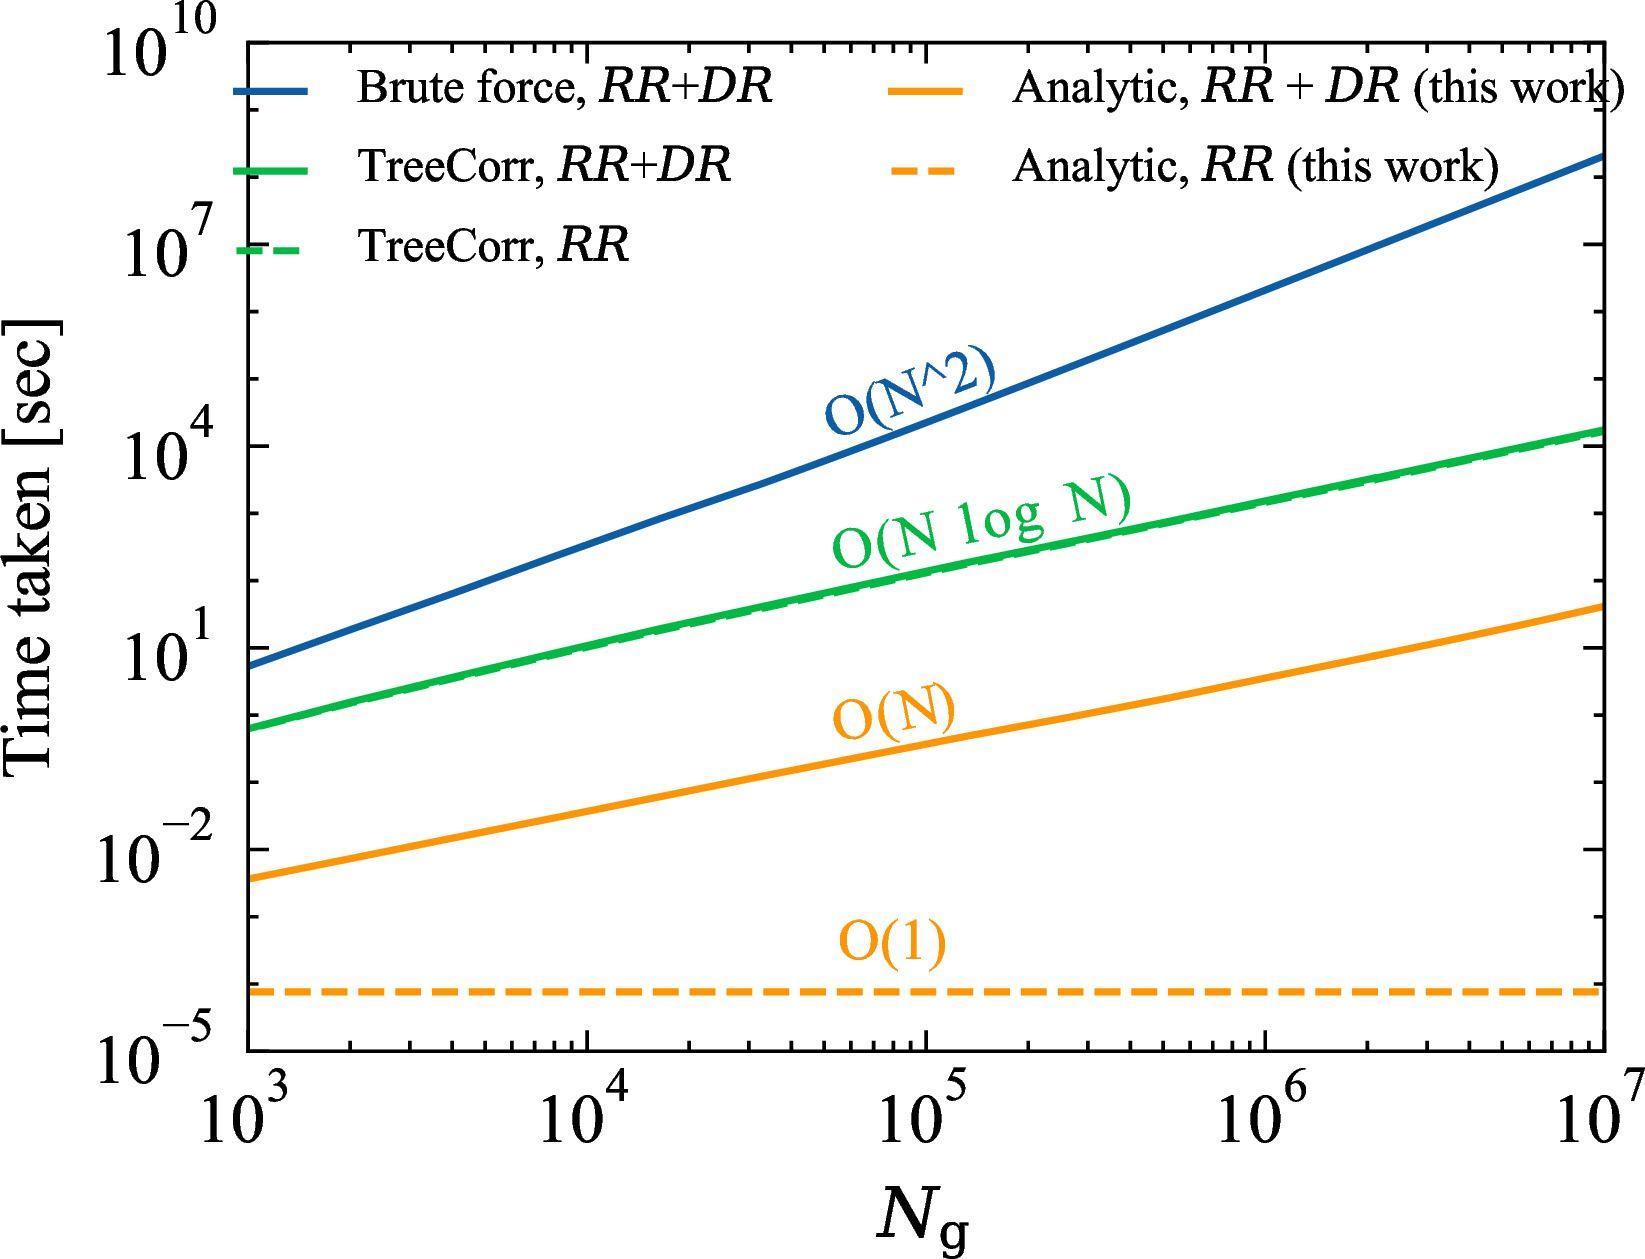 10^10
10^7
10^4
10^1
10^−2
10^−5
Time taken [sec]
Brute force, RR+DR
TreeCorr, RR+DR
TreeCorr, RR
Analytic, RR + DR (this work)
Analytic, RR (this work)
O(N^2)
O(N log N)
O(N)
O(1)
10^3 10^4 10^5 10^6 10^7
N_g